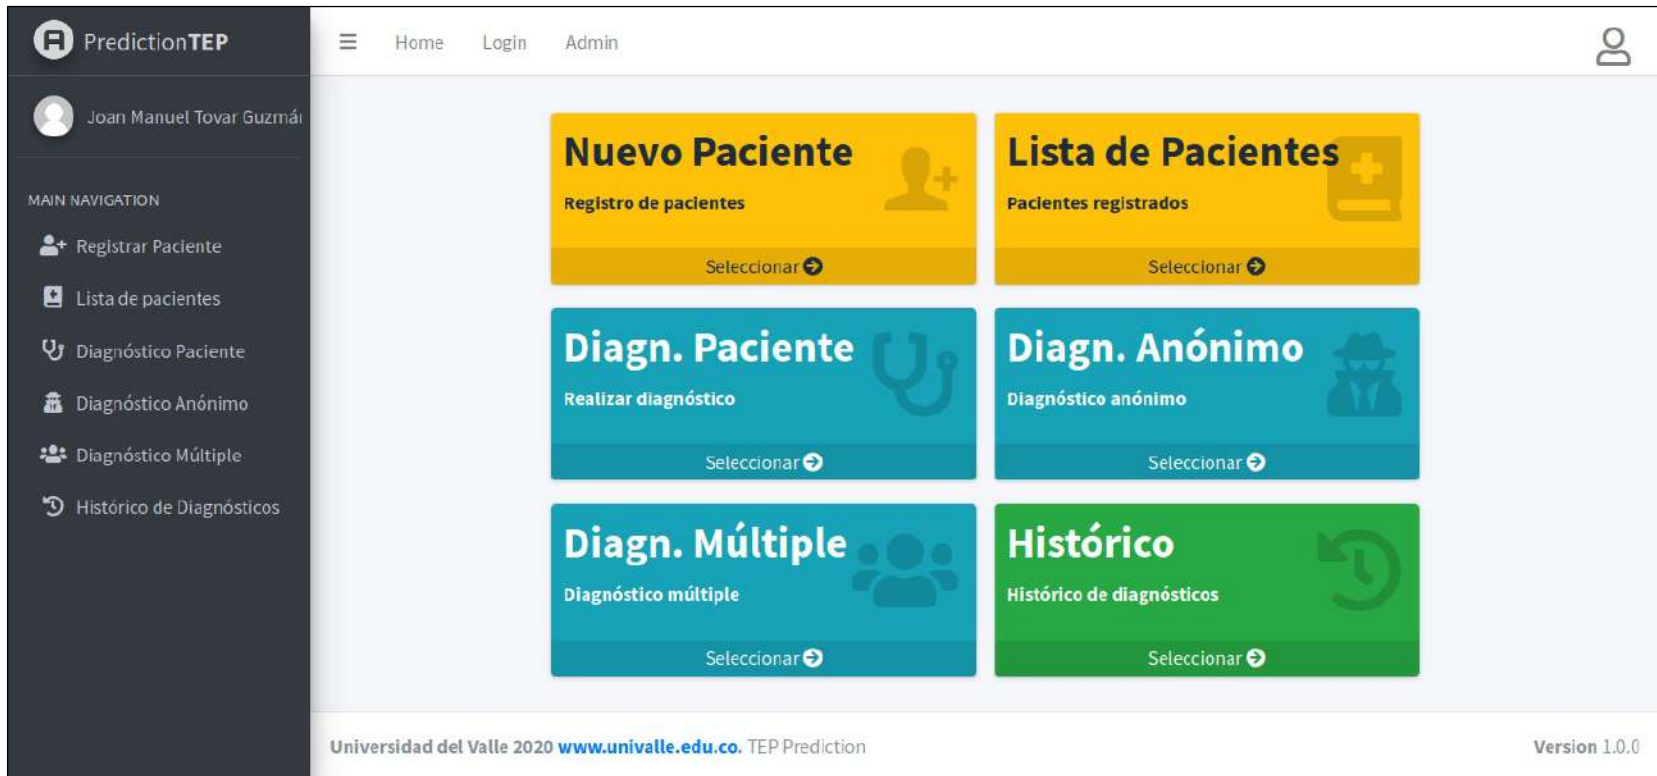 PredictionTEP
Home Login Admin
Joan Manuel Tovar Guzmán
MAIN NAVIGATION
Registrar Paciente
Lista de pacientes
Diagnóstico Paciente
Diagnóstico Anónimo
Diagnóstico Múltiple
Histórico de Diagnósticos
Nuevo Paciente
Registro de pacientes
Seleccionar
Lista de Pacientes
Pacientes registrados
Seleccionar
Diagn. Paciente
Realizar diagnóstico
Seleccionar
Diagn. Anónimo
Diagnóstico anónimo
Seleccionar
Diagn. Múltiple
Diagnóstico múltiple
Seleccionar
Histórico
Histórico de diagnósticos
Seleccionar
Universidad del Valle 2020 www.univalle.edu.co. TEP Prediction
Version 1.0.0